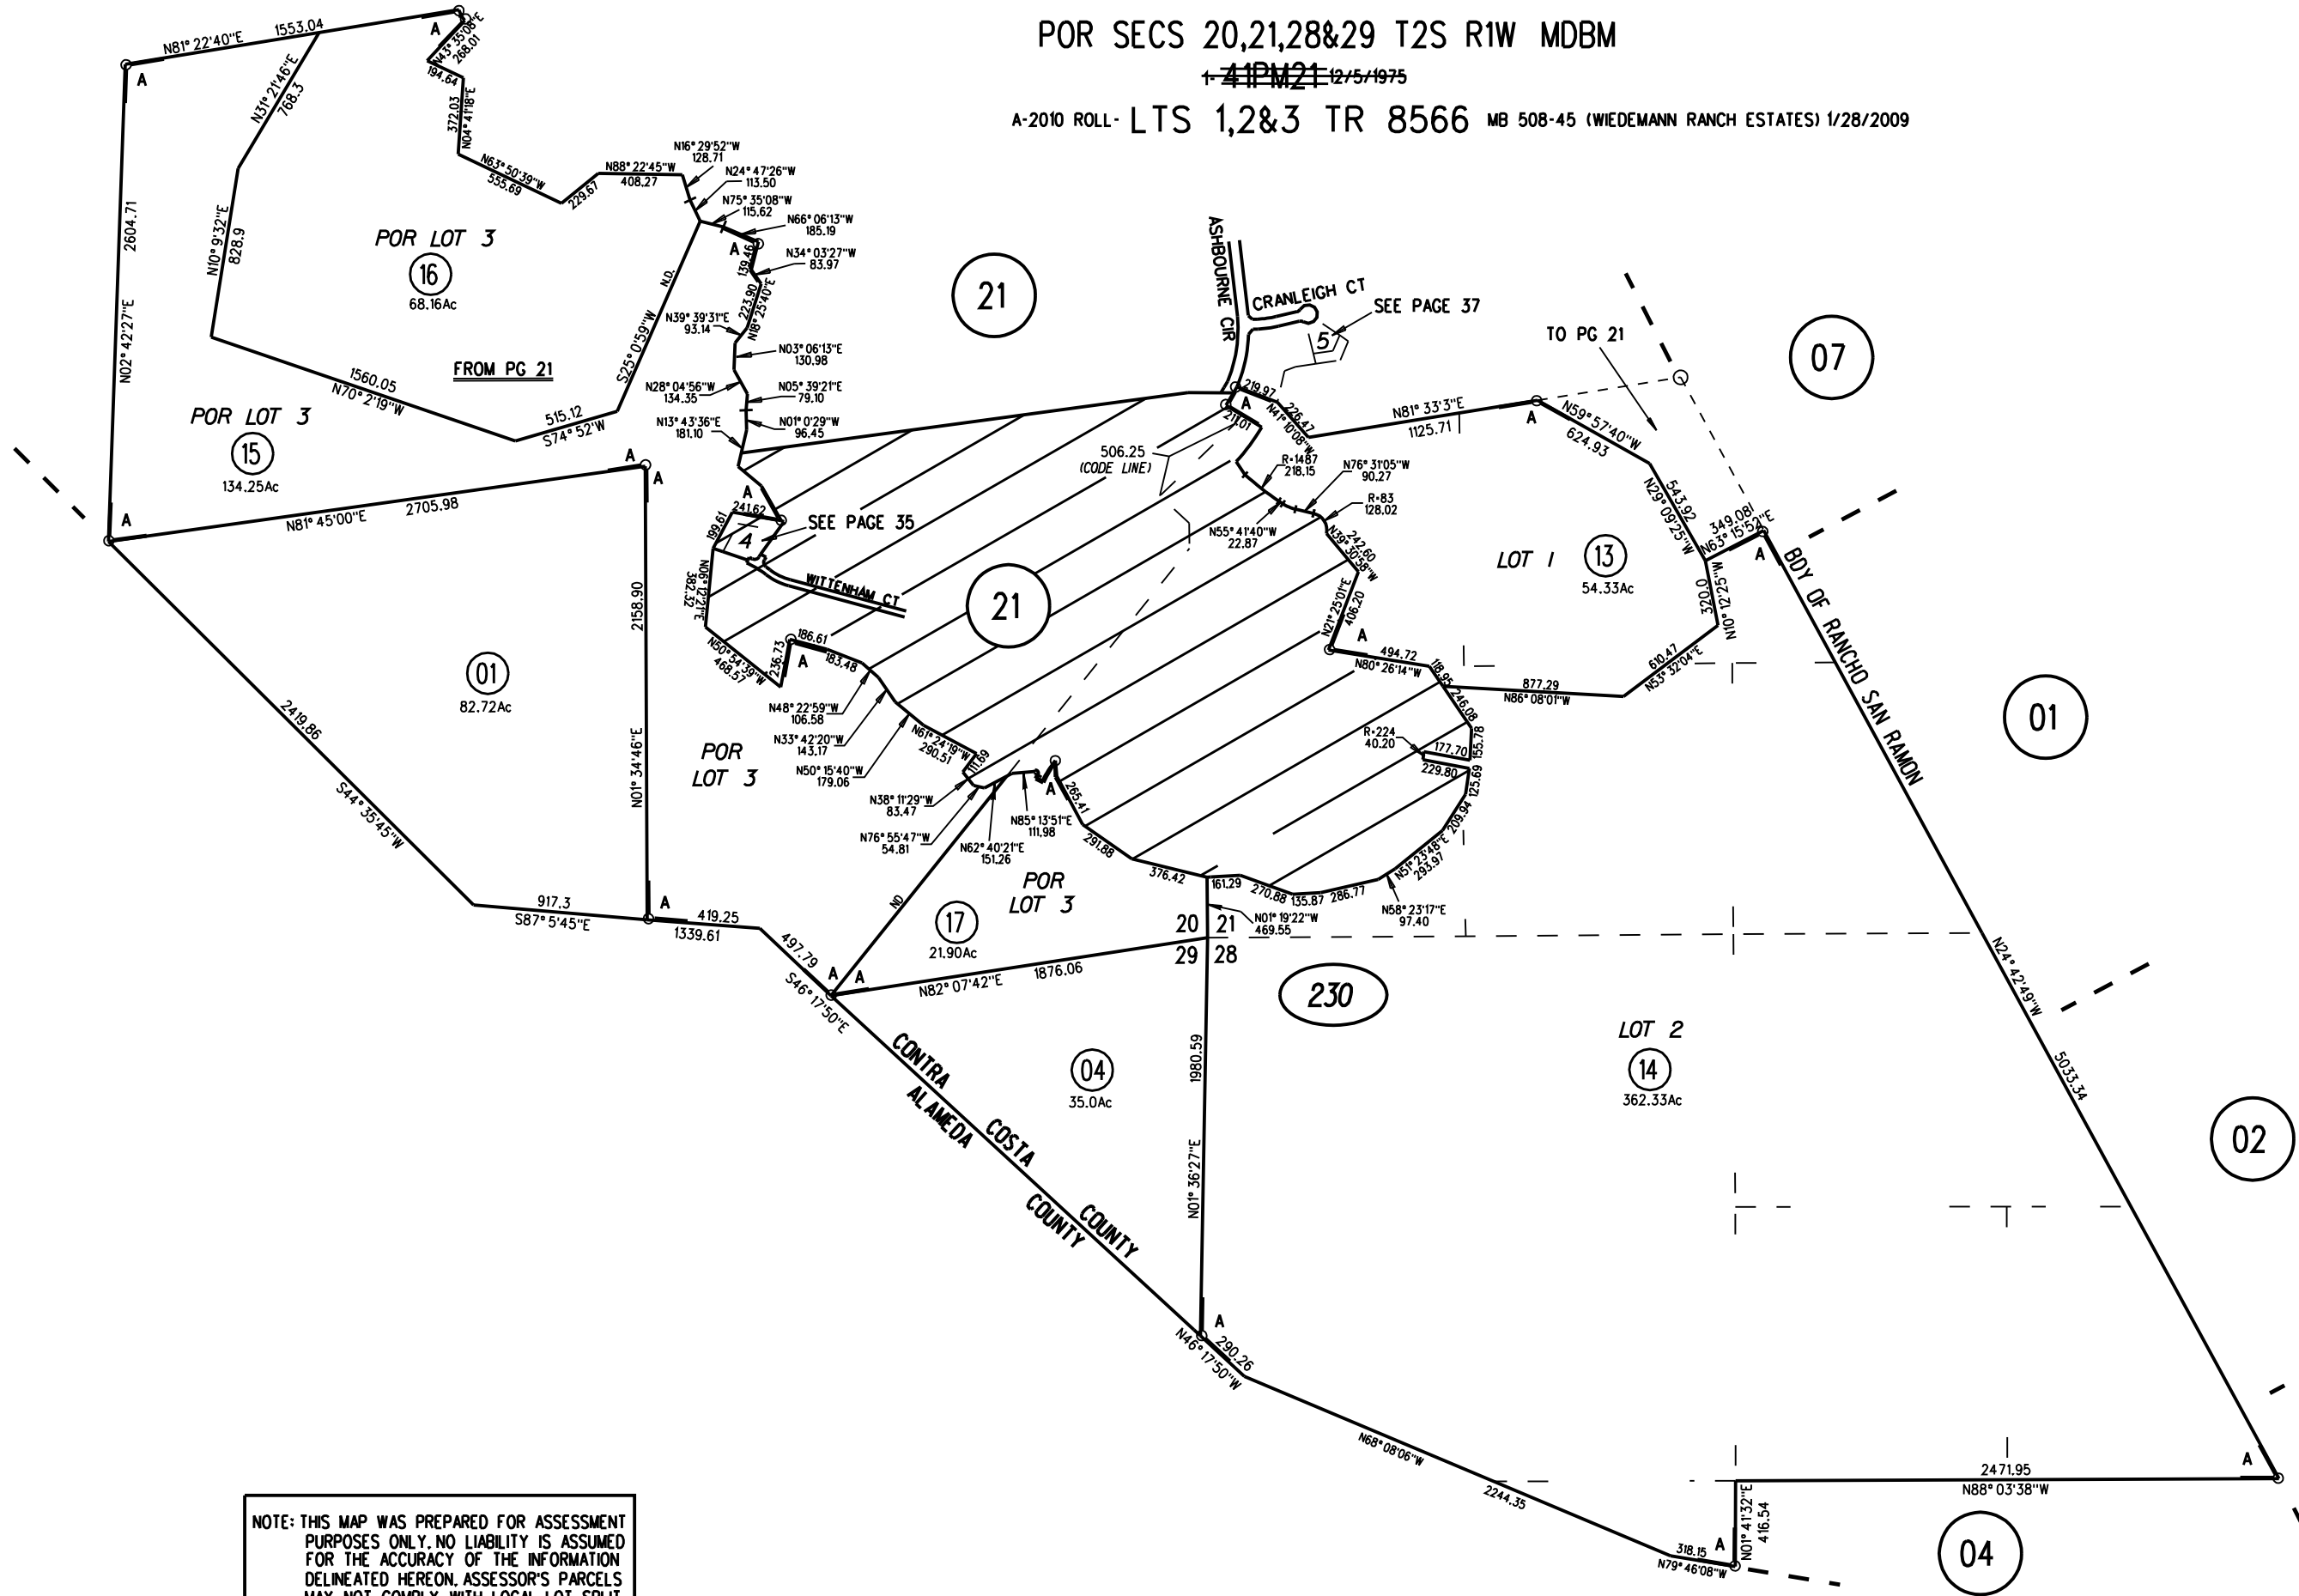 POR SECS 20,21,28&29 T2S R1W MDBM
1- 41PM21 12/5/1975
A-2010 ROLL- LTS 1,2&3 TR 8566 MB 508-45 (WIEDEMANN RANCH ESTATES) 1/28/2009
N81° 22'40"E
1553.04
A
A
N43° 35'08"E
268.01
194.64
372.03
N04° 41'18"E
N63° 50'39"W
555.69
229.67
N88° 22'45"W
408.27
N16° 29'52"W
128.71
N24° 47'26"W
113.50
N75° 35'08"W
115.62
N66° 06'13"W
185.19
A
139.46
N34° 03'27"W
83.97
223.90
N18° 25'40"E
N39° 39'31"E
93.14
N03° 06'13"E
130.98
N28° 04'56"W
134.35
N05° 39'21"E
79.10
N13° 43'36"E
181.10
N01° 0'29"W
96.45
N31° 21'46"E
768.3
N10° 9'32"E
828.9
2604.71
N02° 42'27"E
POR LOT 3
16
68.16Ac
FROM PG 21
N.D.
S25° 0'59"W
1560.05
N70° 2'19"W
515.12
S74° 52'W
POR LOT 3
15
134.25Ac
A
N81° 45'00"E
2705.98
A
A
21
ASHBOURNE CIR
CRANLEIGH CT
SEE PAGE 37
5
TO PG 21
07
219.97
A
211.01
226.47
N41° 10'08"W
N81° 33'3"E
1125.71
A
N59° 57'40"W
624.93
543.92
N29° 09'25"W
349.08
N63° 15'52"E
A
506.25
(CODE LINE)
R=1487
218.15
N76° 31'05"W
90.27
R=83
128.02
N55° 41'40"W
22.87
242.60
N39° 30'58"W
N21° 25'01"E
406.20
A
LOT 1
13
54.33Ac
320.0
N10° 12'25"W
BDY OF RANCHO SAN RAMON
A
241.62
199.61
4
SEE PAGE 35
WITTENHAM CT
N06° 12'21"E
382.32
21
N50° 54'39"W
468.57
236.73
186.61
A
183.48
2158.90
N01° 34'46"E
01
82.72Ac
2419.86
S44° 35'45"W
N48° 22'59"W
106.58
N33° 42'20"W
143.17
N50° 15'40"W
179.06
N61° 24'19"W
290.51
111.69
POR
LOT 3
494.72
N80° 26'14"W
118.95
877.29
N86° 08'01"W
610.47
N53° 32'04"E
246.08
155.78
R=224
40.20
177.70
229.80
125.69
209.94
N51° 23'48"E
293.97
01
N38° 11'29"W
83.47
N76° 55'47"W
54.81
N62° 40'21"E
151.26
N85° 13'51"E
111.98
A
265.41
291.88
376.42
161.29
270.88
135.87
286.77
N58° 23'17"E
97.40
N01° 19'22"W
469.55
POR
LOT 3
ND
17
21.90Ac
20 21
29 28
917.3
S87° 5'45"E
A
419.25
1339.61
497.79
S46° 17'50"E
A A
N82° 07'42"E
1876.06
230
N24° 42'49"W
5033.34
LOT 2
14
362.33Ac
04
35.0Ac
1980.59
N01° 36'27"E
CONTRA COSTA COUNTY
ALAMEDA COUNTY
02
A
290.26
N46° 17'50"W
N68° 08'06"W
2244.35
318.15
N79° 46'08"W
A
N01° 41'32"E
416.54
2471.95
N88° 03'38"W
A
04
NOTE: THIS MAP WAS PREPARED FOR ASSESSMENT
PURPOSES ONLY. NO LIABILITY IS ASSUMED
FOR THE ACCURACY OF THE INFORMATION
DELINEATED HEREON. ASSESSOR'S PARCELS
MAY NOT COMPLY WITH LOCAL LOT SPLIT